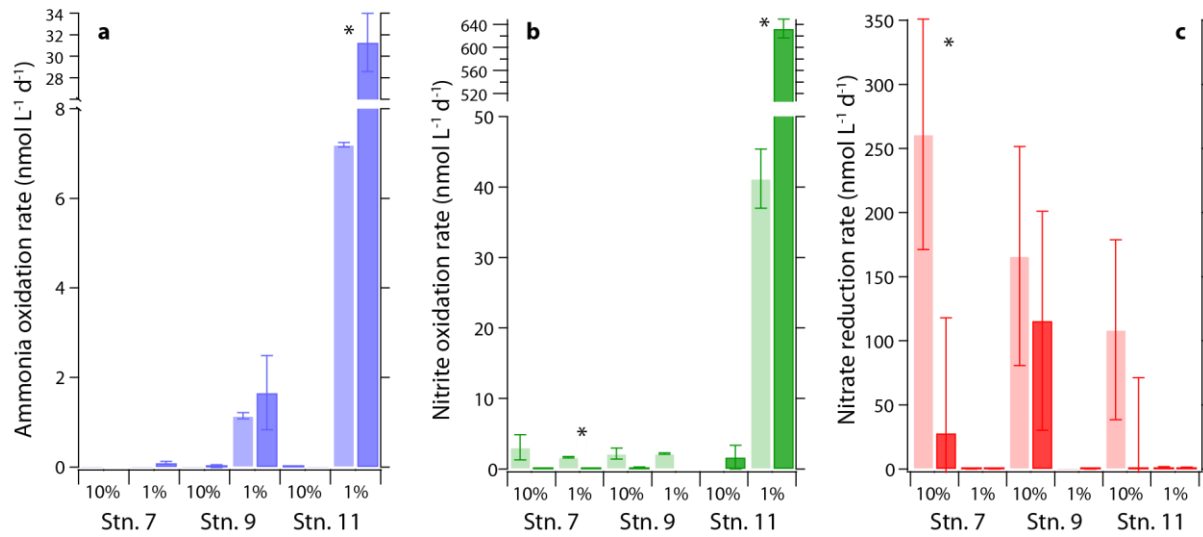 a
Ammonia oxidation rate (nmol L⁻¹ d⁻¹)
34
32
30
28
8
6
4
2
0
*
10% 1% 10% 1% 10% 1%
Stn. 7 Stn. 9 Stn. 11
b
Nitrite oxidation rate (nmol L⁻¹ d⁻¹)
640
600
560
520
50
40
30
20
10
0
*
*
10% 1% 10% 1% 10% 1%
Stn. 7 Stn. 9 Stn. 11
c
Nitrate reduction rate (nmol L⁻¹ d⁻¹)
350
300
250
200
150
100
50
0
*
10% 1% 10% 1% 10% 1%
Stn. 7 Stn. 9 Stn. 11